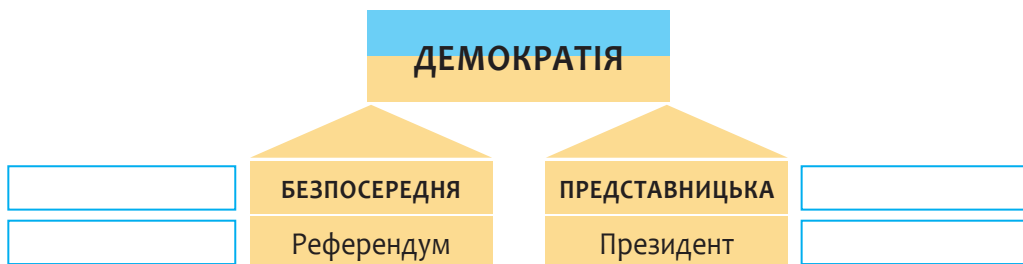 ДЕМОКРАТІЯ
БЕЗПОСЕРЕДНЯ
ПРЕДСТАВНИЦЬКА
Референдум
Президент